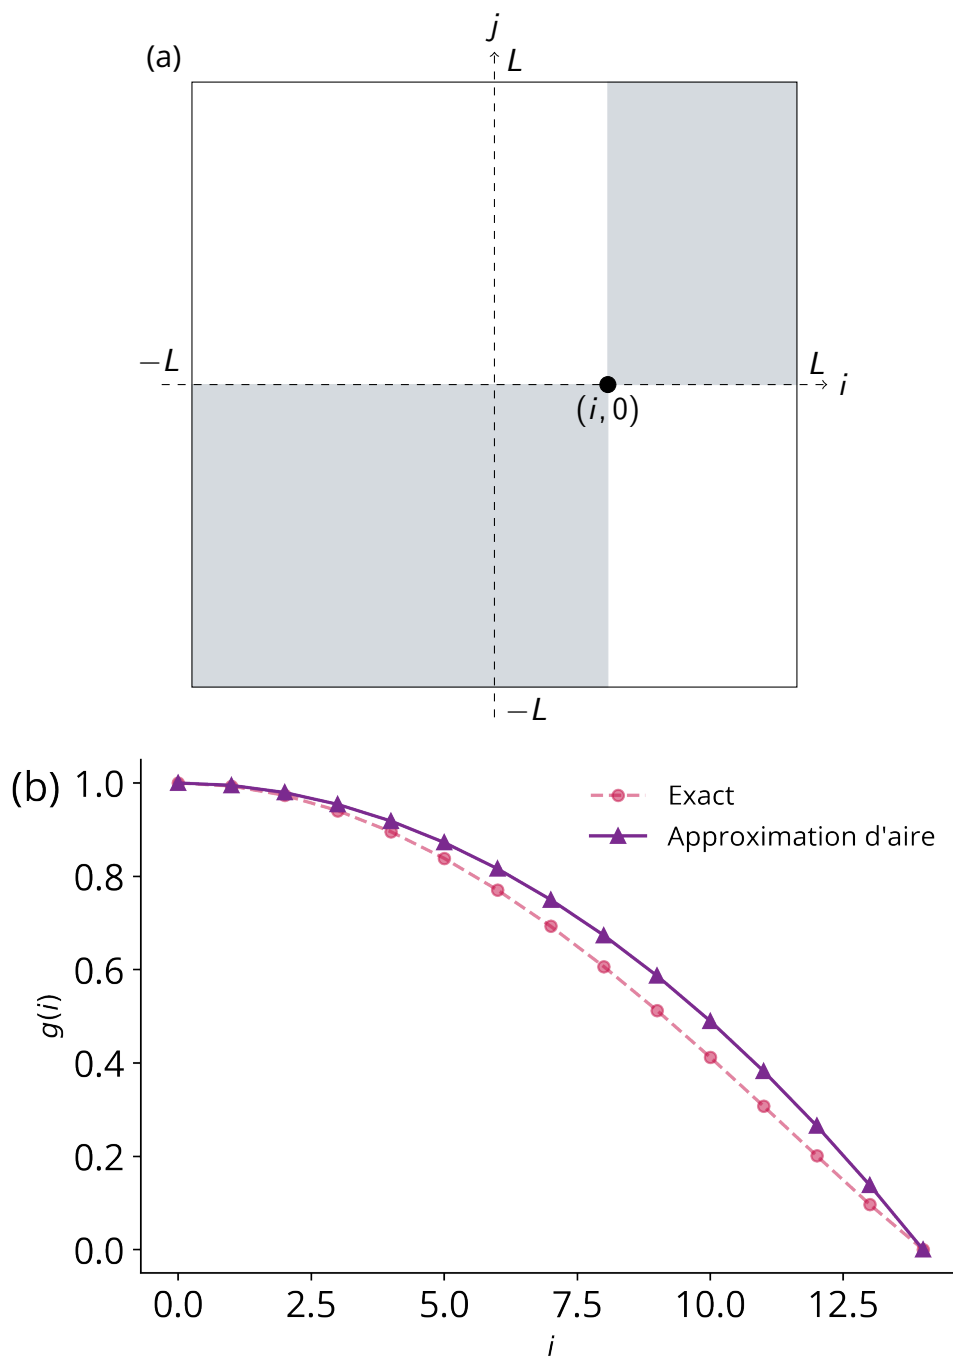 (a)
j
L
−L
L
i
(i, 0)
−L
(b)
1.0
0.8
0.6
0.4
0.2
0.0
g(i)
Exact
Approximation d'aire
0.0 2.5 5.0 7.5 10.0 12.5
i